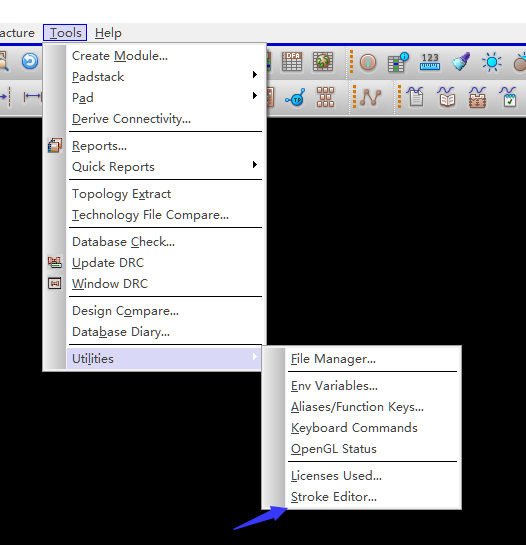 acture Tools Help
IDFA
123
Create Module...
Padstack
Pad
Derive Connectivity...
Reports...
Quick Reports
Topology Extract
Technology File Compare...
Database Check...
Update DRC
Window DRC
Design Compare...
Database Diary...
Utilities
File Manager...
Env Variables...
Aliases/Function Keys...
Keyboard Commands
OpenGL Status
Licenses Used...
Stroke Editor...